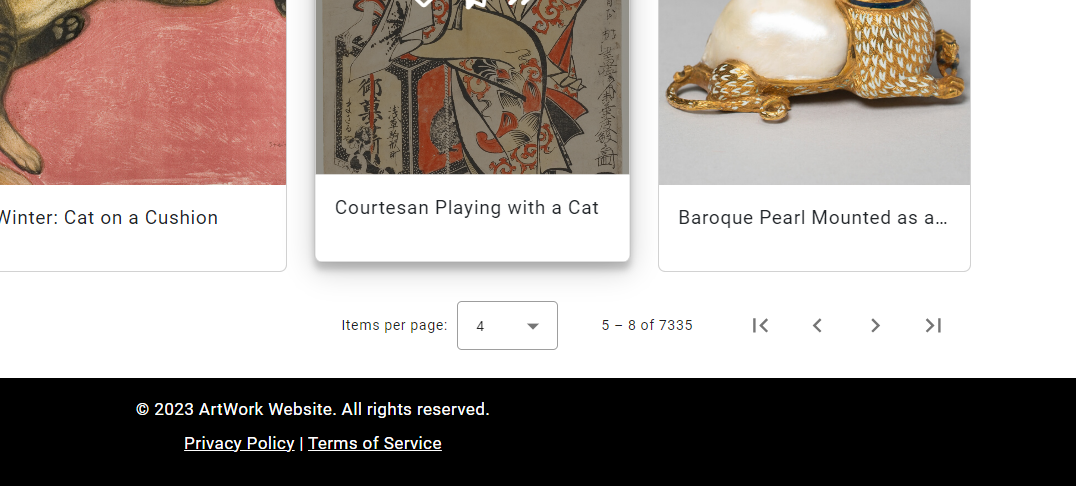 Winter: Cat on a Cushion
Courtesan Playing with a Cat
Baroque Pearl Mounted as a…
Items per page:
4
5 – 8 of 7335
© 2023 ArtWork Website. All rights reserved.
Privacy Policy | Terms of Service